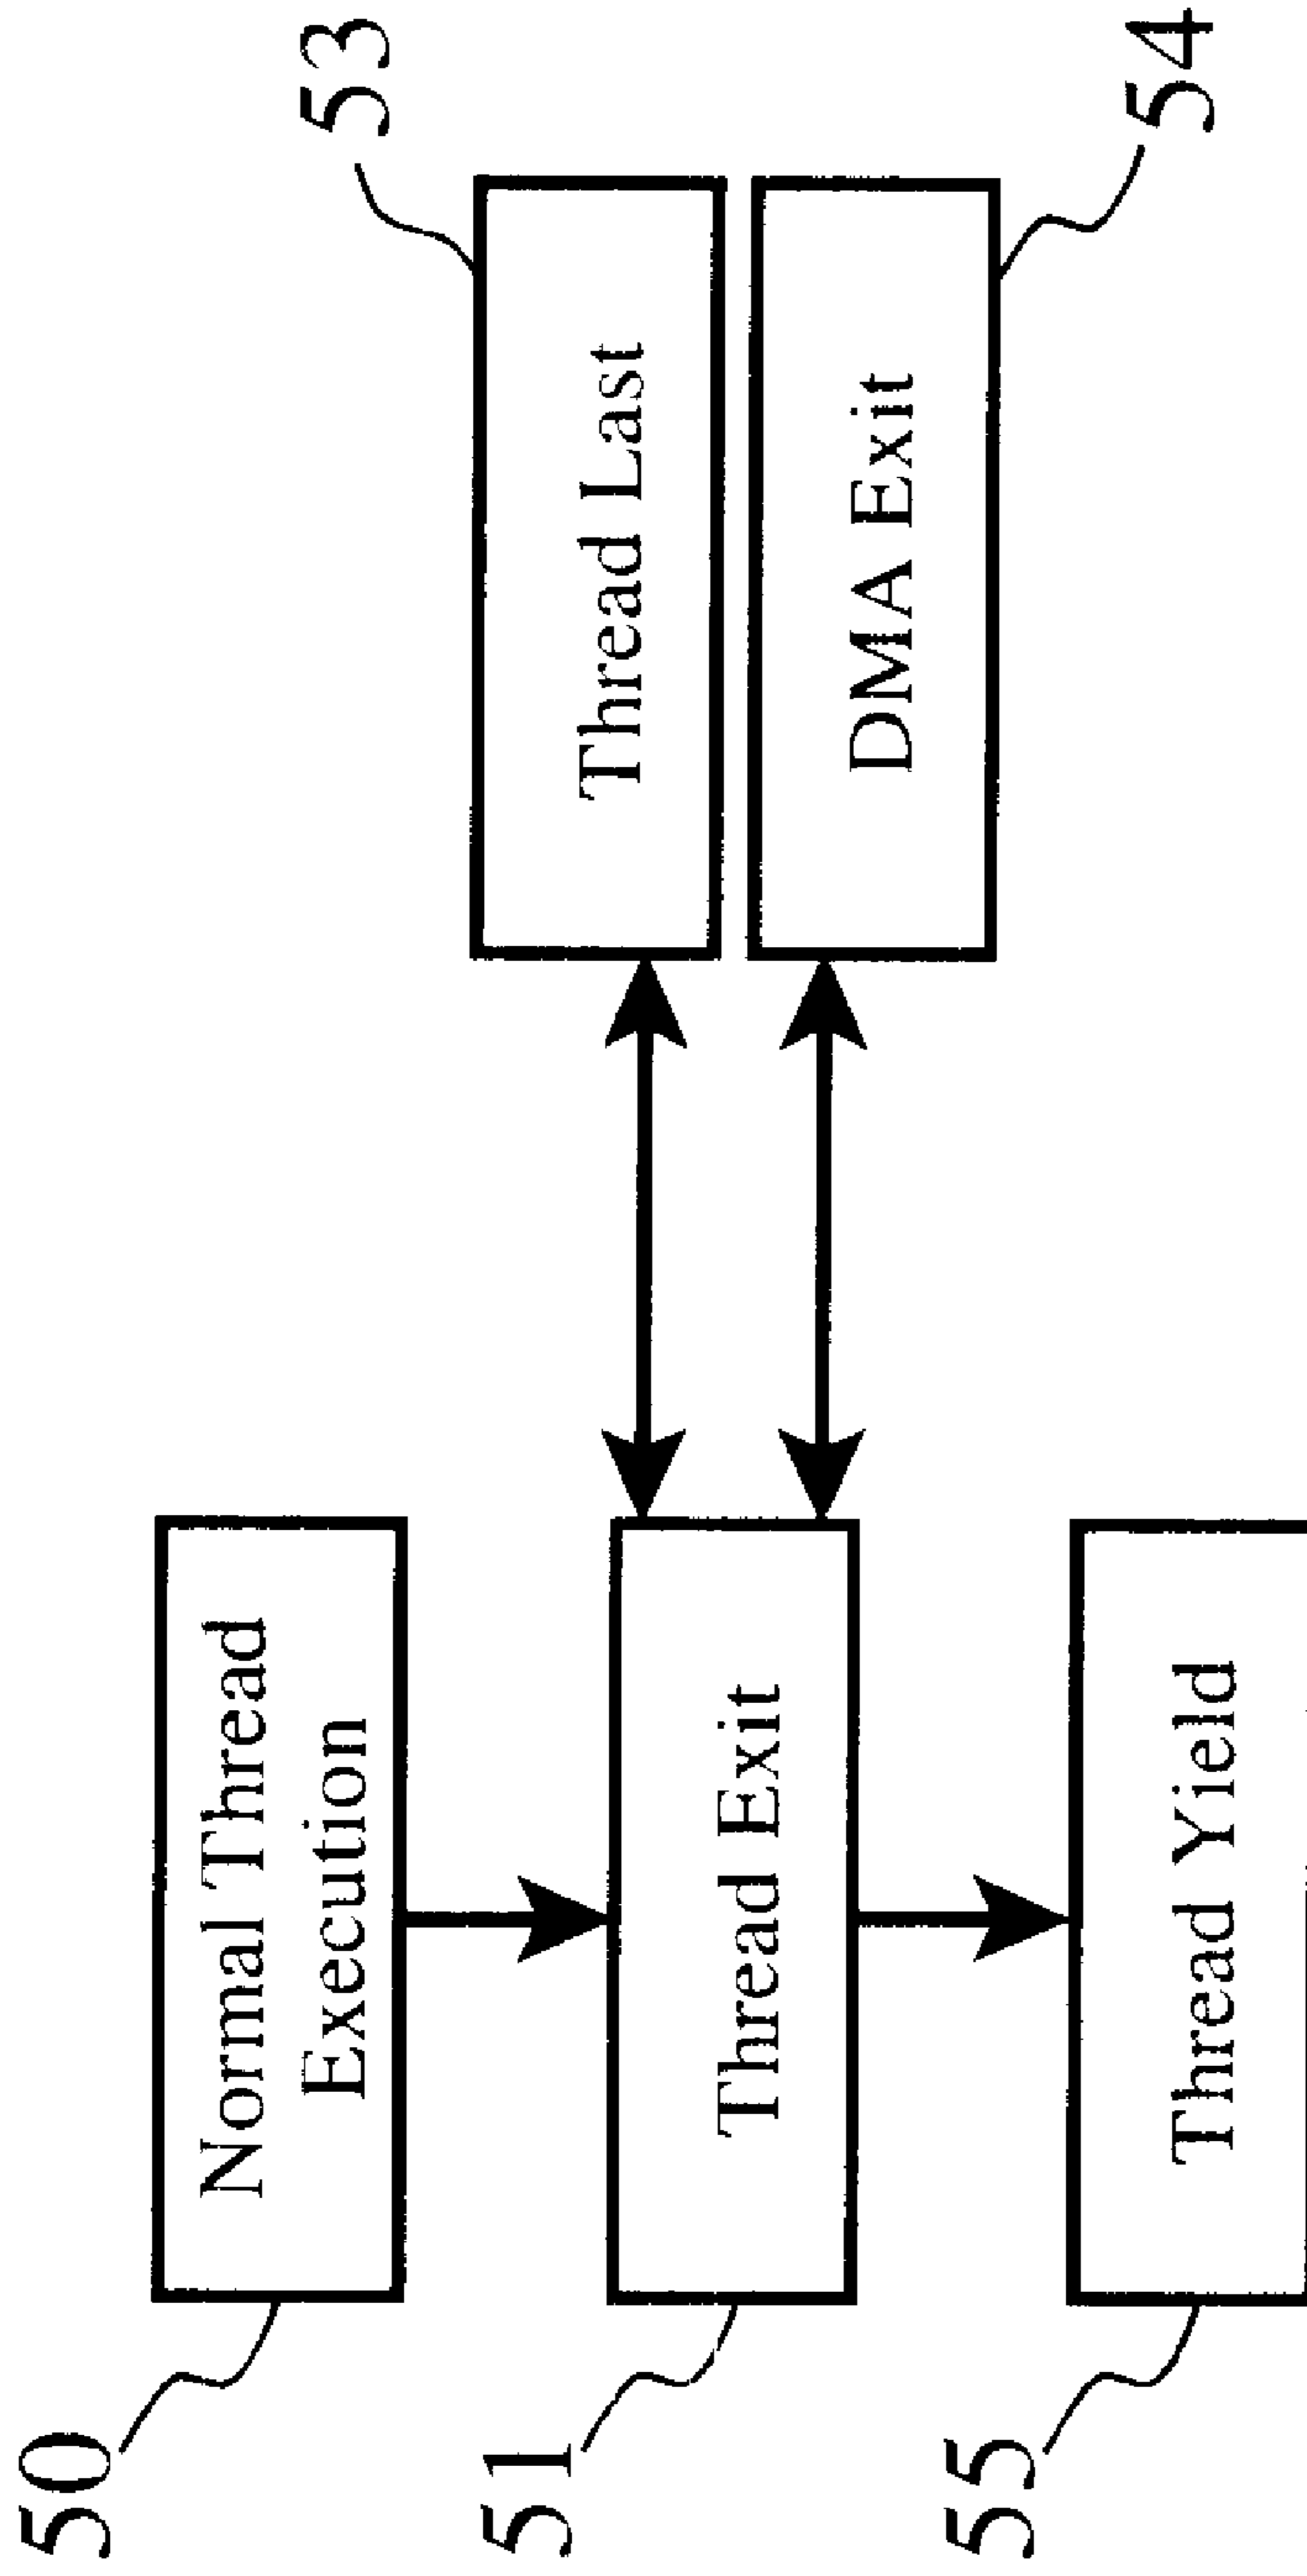 50
Normal Thread
Execution
51
Thread Exit
53
Thread Last
DMA Exit
54
55
Thread Yield